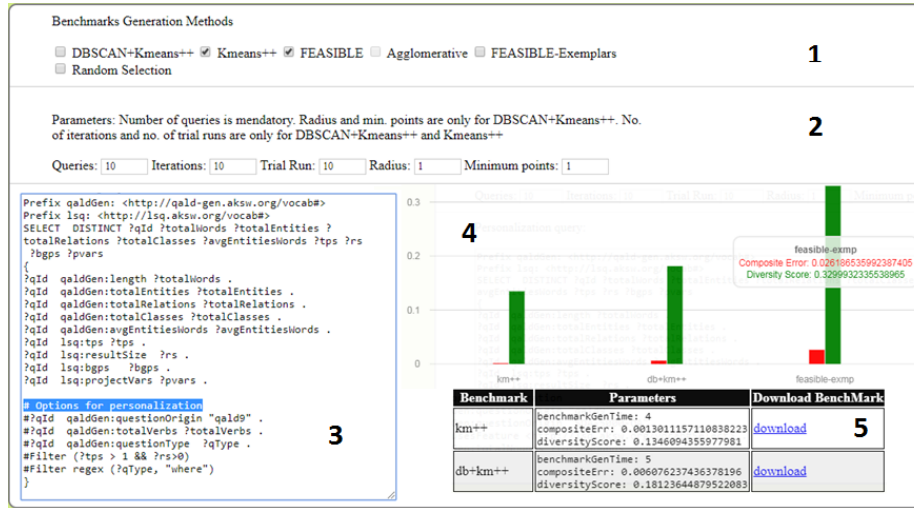 Benchmarks Generation Methods
DBSCAN+Kmeans++ Kmeans++ FEASIBLE Agglomerative FEASIBLE-Exemplars
Random Selection
1
Parameters: Number of queries is mendatory. Radius and min. points are only for DBSCAN+Kmeans++. No.
of iterations and no. of trial runs are only for DBSCAN+Kmeans++ and Kmeans++
2
Queries: 10 Iterations: 10 Trial Run: 10 Radius: 1 Minimum points: 1
Prefix qaldGen: <http://qald-gen.aksw.org/vocab#>
Prefix lsq: <http://lsq.aksw.org/vocab#>
SELECT DISTINCT ?qId ?totalWords ?totalEntities ?
totalRelations ?totalClasses ?avgEntitiesWords ?tps ?rs
?bgps ?pvars
{
?qId qaldGen:length ?totalWords .
?qId qaldGen:totalEntities ?totalEntities .
?qId qaldGen:totalRelations ?totalRelations .
?qId qaldGen:totalClasses ?totalClasses .
?qId qaldGen:avgEntitiesWords ?avgEntitiesWords .
?qId lsq:tps ?tps .
?qId lsq:resultSize ?rs .
?qId lsq:bgps ?bgps .
?qId lsq:projectVars ?pvars .
# Options for personalization
#?qId qaldGen:questionOrigin "qald9" .
#?qId qaldGen:totalVerbs ?totalVerbs .
#?qId qaldGen:questionType ?qType .
#Filter (?tps > 1 && ?rs>0)
#Filter regex (?qType, "where")
}
3
4
0.3
0.2
0.1
0
feasible-exmp
Composite Error: 0.026186535992387405
Diversity Score: 0.3299932335538965
km++ db+km++ feasible-exmp
Benchmark Parameters Download BenchMark
km++
benchmarkGenTime: 4
compositeErr: 0.0013011157110838223
diversityScore: 0.1346094355977981
download
5
db+km++
benchmarkGenTime: 5
compositeErr: 0.006076237436378196
diversityScore: 0.18123644879522083
download